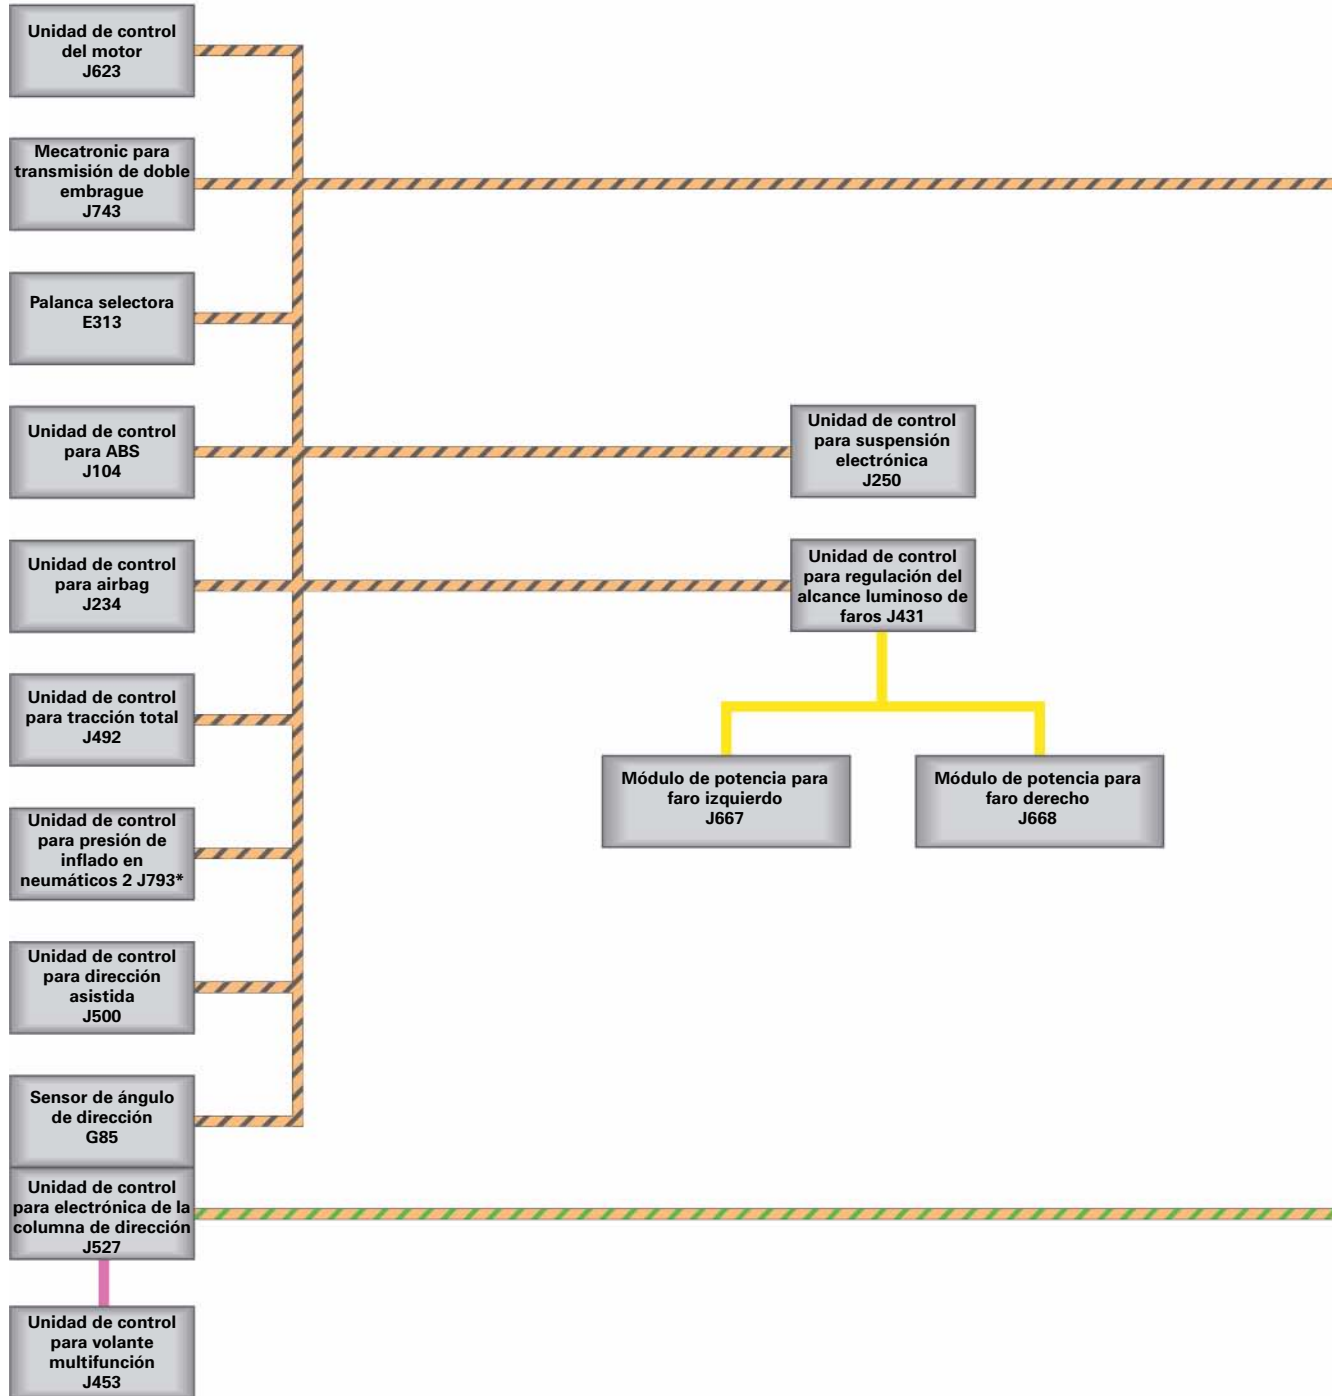 Unidad de control
del motor
J623
Mecatronic para
transmisión de doble
embrague
J743
Palanca selectora
E313
Unidad de control
para ABS
J104
Unidad de control
para suspensión
electrónica
J250
Unidad de control
para airbag
J234
Unidad de control
para regulación del
alcance luminoso de
faros J431
Unidad de control
para tracción total
J492
Módulo de potencia para
faro izquierdo
J667
Módulo de potencia para
faro derecho
J668
Unidad de control
para presión de
inflado en
neumáticos 2 J793*
Unidad de control
para dirección
asistida
J500
Sensor de ángulo
de dirección
G85
Unidad de control
para electrónica de la
columna de dirección
J527
Unidad de control
para volante
multifunción
J453